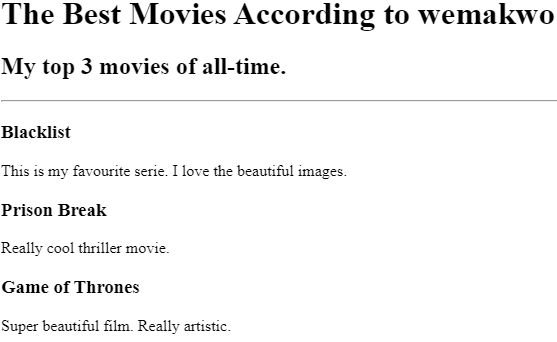 The Best Movies According to wemakwo
My top 3 movies of all-time.
Blacklist
This is my favourite serie. I love the beautiful images.
Prison Break
Really cool thriller movie.
Game of Thrones
Super beautiful film. Really artistic.